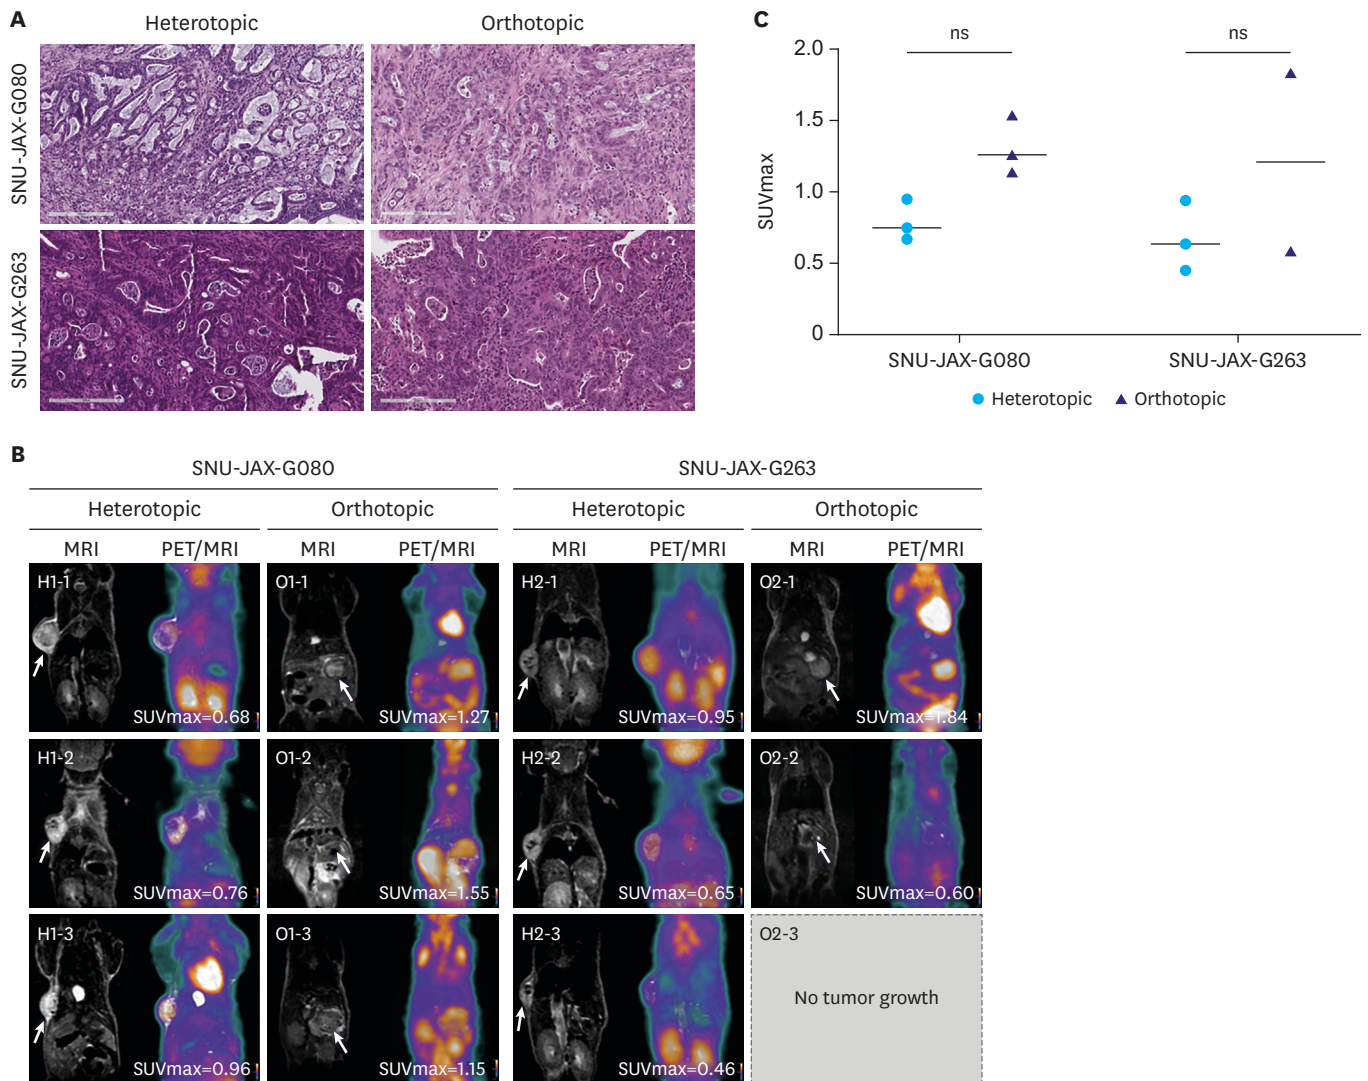 A
Heterotopic
Orthotopic
SNU-JAX-G080
SNU-JAX-G263
C
ns
ns
2.0
1.5
1.0
0.5
0
SUVmax
SNU-JAX-G080
SNU-JAX-G263
Heterotopic
Orthotopic
B
SNU-JAX-G080
SNU-JAX-G263
Heterotopic
Orthotopic
Heterotopic
Orthotopic
MRI
PET/MRI
MRI
PET/MRI
MRI
PET/MRI
MRI
PET/MRI
H1-1
SUVmax=0.68
O1-1
SUVmax=1.27
H2-1
SUVmax=0.95
O2-1
SUVmax=1.84
H1-2
SUVmax=0.76
O1-2
SUVmax=1.55
H2-2
SUVmax=0.65
O2-2
SUVmax=0.60
H1-3
SUVmax=0.96
O1-3
SUVmax=1.15
H2-3
SUVmax=0.46
O2-3
No tumor growth